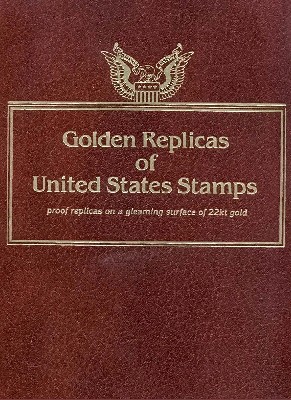 Golden Replicas
of
United States Stamps
proof replicas on a gleaming surface of 22kt gold